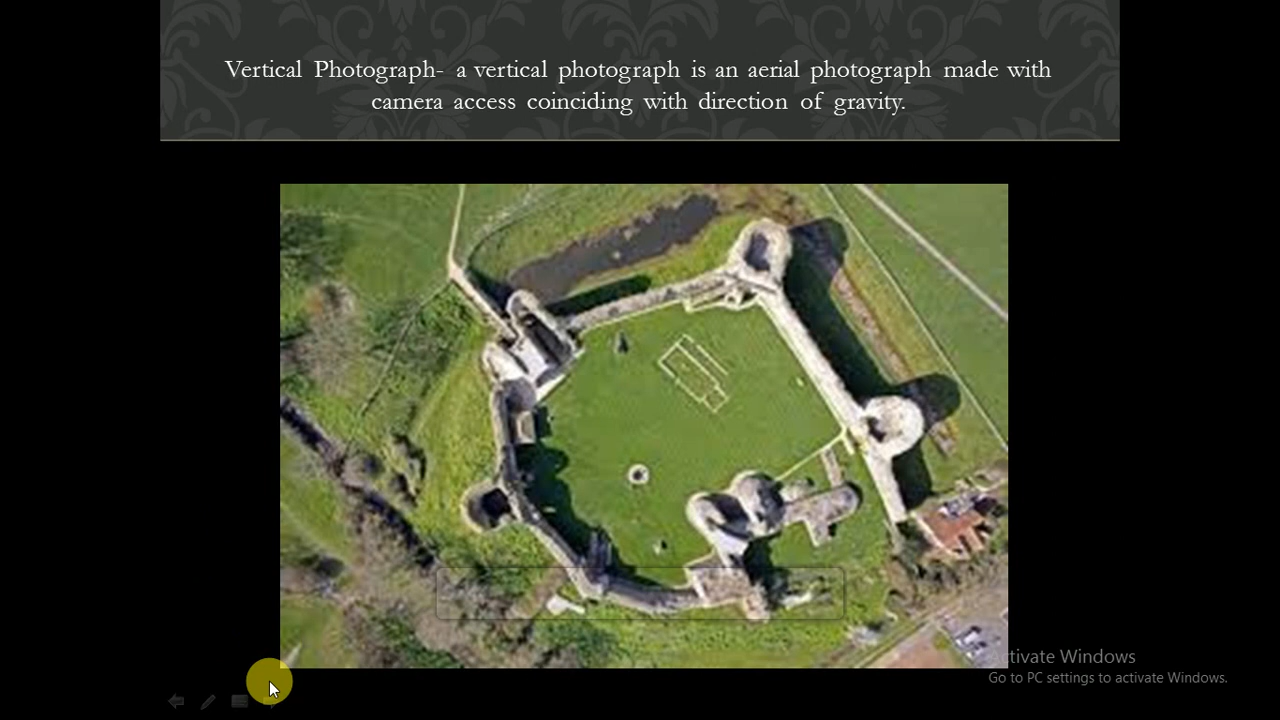 Vertical Photograph- a vertical photograph is an aerial photograph made with
camera access coinciding with direction of gravity.
Activate Windows
Go to PC settings to activate Windows.